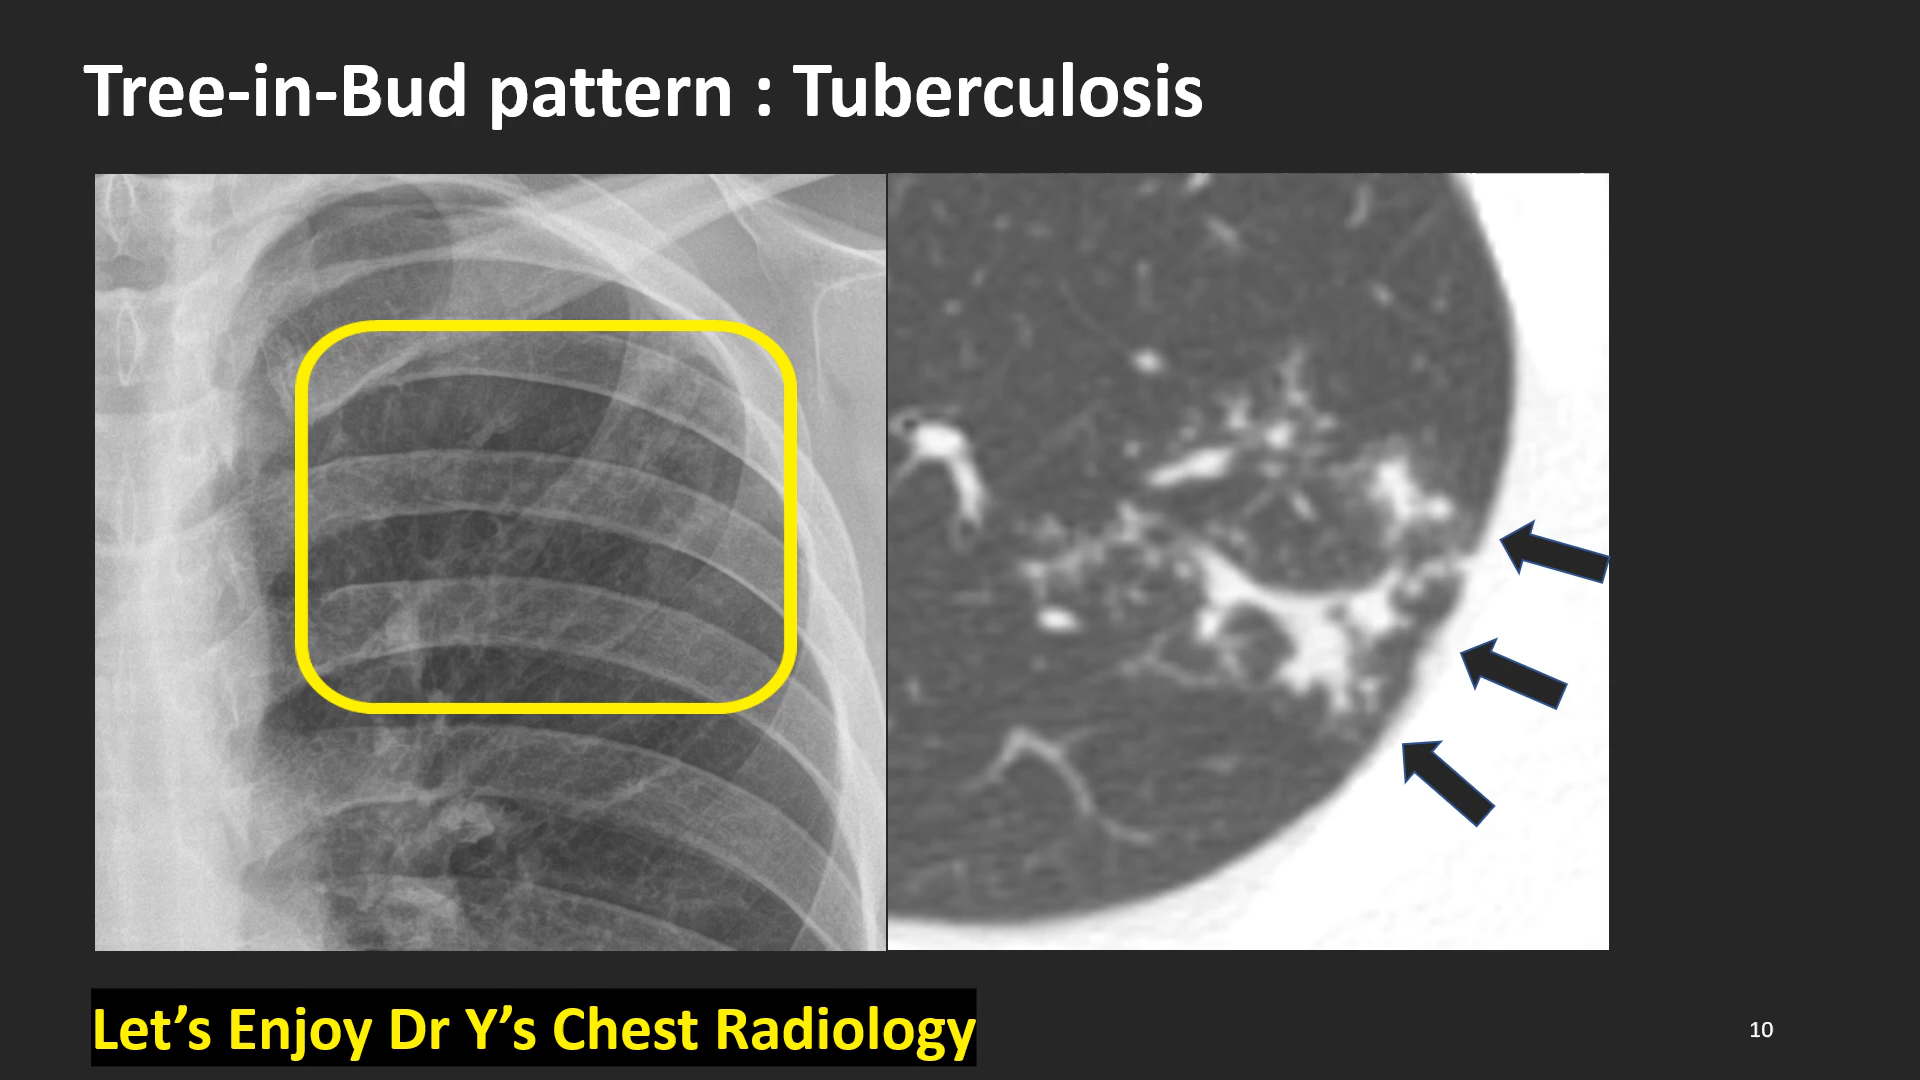 Tree-in-Bud pattern : Tuberculosis
Let’s Enjoy Dr Y’s Chest Radiology
10